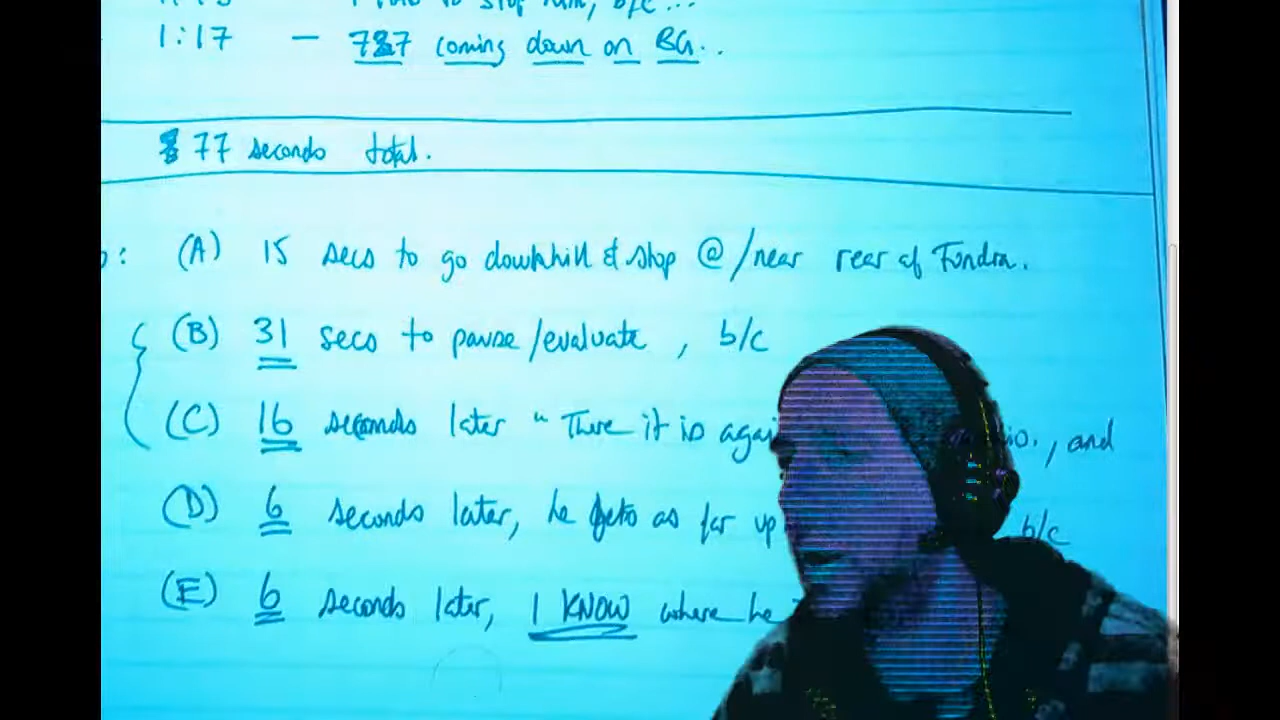 1:17 — 787 coming down on BG..
77 seconds total.
: (A) 15 secs to go downhill & stop @/near rear of Tundra.
(B) 31 secs to pause/evaluate, b/c
(C) 16 seconds later "There it is again , and
(D) 6 seconds later, he gets as far up b/c
(E) 6 seconds later, I KNOW where he